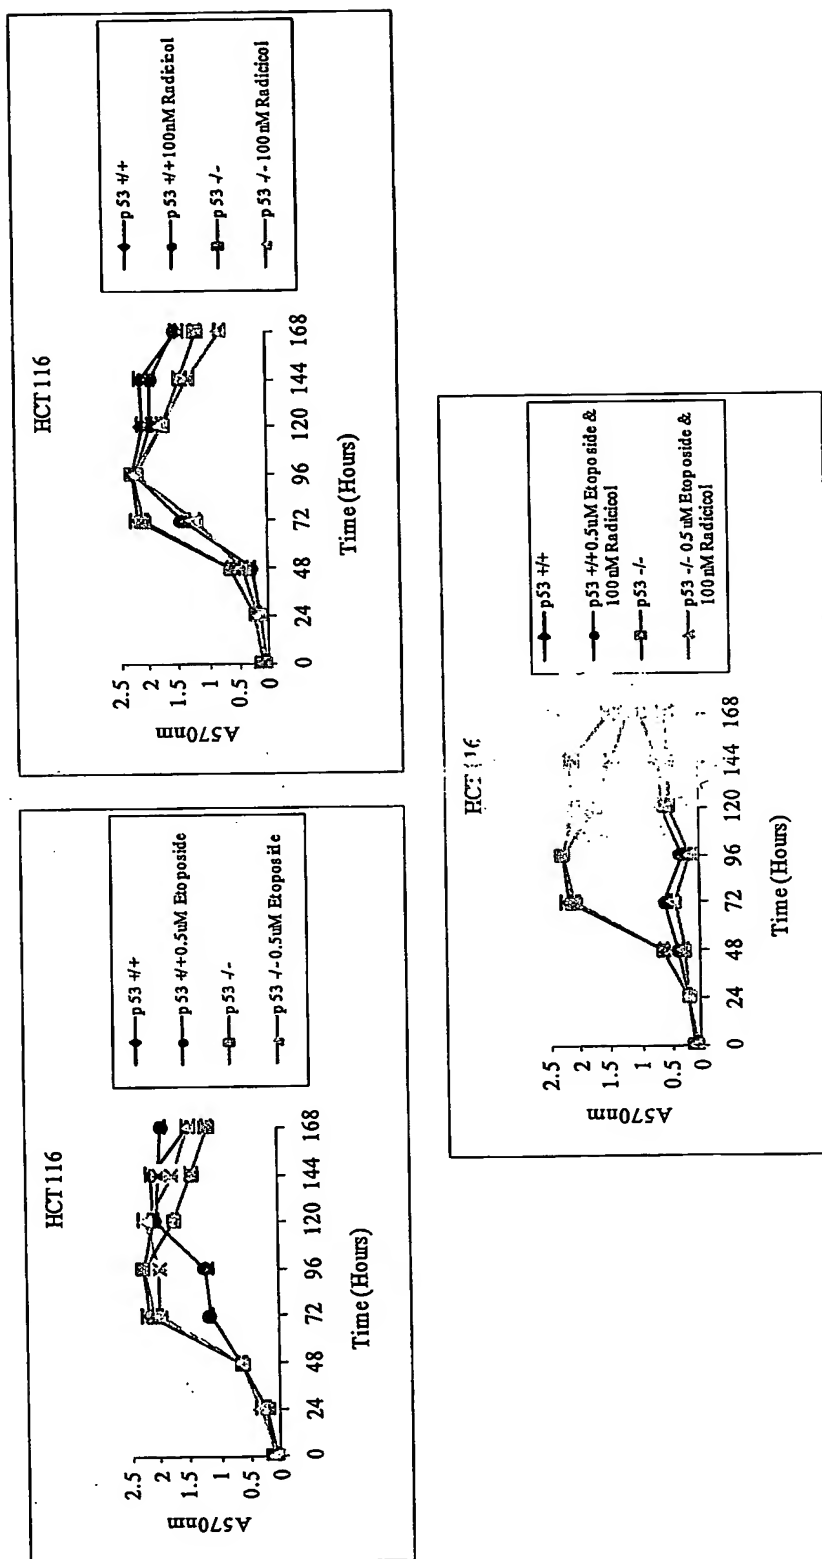 HCT116
A570nm
2.5
2
1.5
1
0.5
0
0 24 48 72 96 120 144 168
Time (Hours)
p53 +/+
p53 +/+ 0.5uM Etoposide
p53 -/-
p53 -/- 0.5uM Etoposide
HCT116
A570nm
2.5
2
1.5
1
0.5
0
0 24 48 72 96 120 144 168
Time (Hours)
p53 +/+
p53 +/+ 100nM Radicicol
p53 -/-
p53 -/- 100nM Radicicol
HCT116
A570nm
2.5
2
1.5
1
0.5
0
0 24 48 72 96 120 144 168
Time (Hours)
p53 +/+
p53 +/+ 0.5uM Etoposide &
100nM Radicicol
p53 -/-
p53 -/- 0.5uM Etoposide &
100nM Radicicol